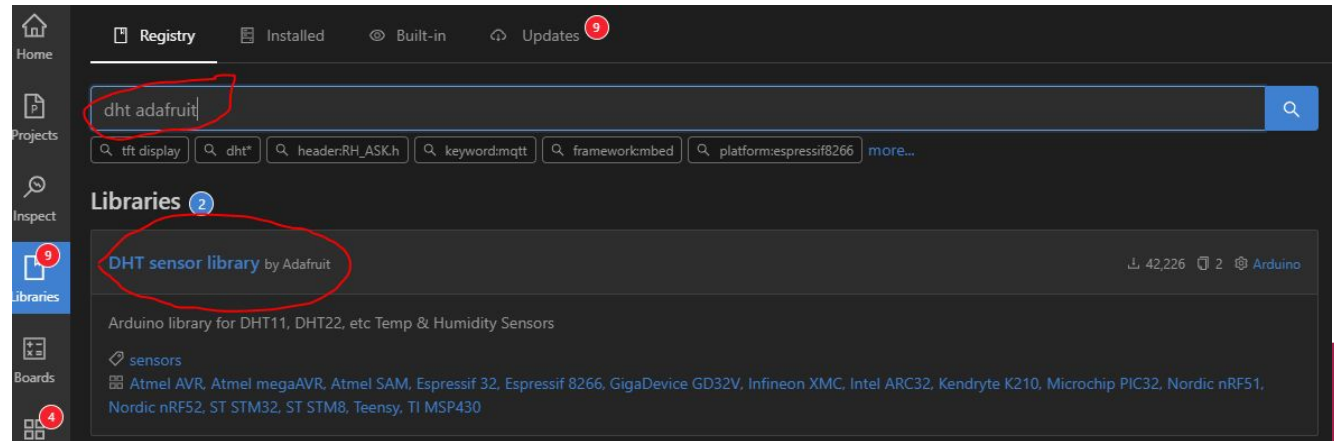 Home
Registry Installed Built-in Updates 9
Projects
dht adafruit
tft display dht* header:RH_ASK.h keyword:mqtt framework:mbed platform:espressif8266 more...
Inspect
Libraries 2
9
Libraries
DHT sensor library by Adafruit 42,226 2 Arduino
Arduino library for DHT11, DHT22, etc Temp & Humidity Sensors
sensors
Boards
Atmel AVR, Atmel megaAVR, Atmel SAM, Espressif 32, Espressif 8266, GigaDevice GD32V, Infineon XMC, Intel ARC32, Kendryte K210, Microchip PIC32, Nordic nRF51,
Nordic nRF52, ST STM32, ST STM8, Teensy, TI MSP430
4